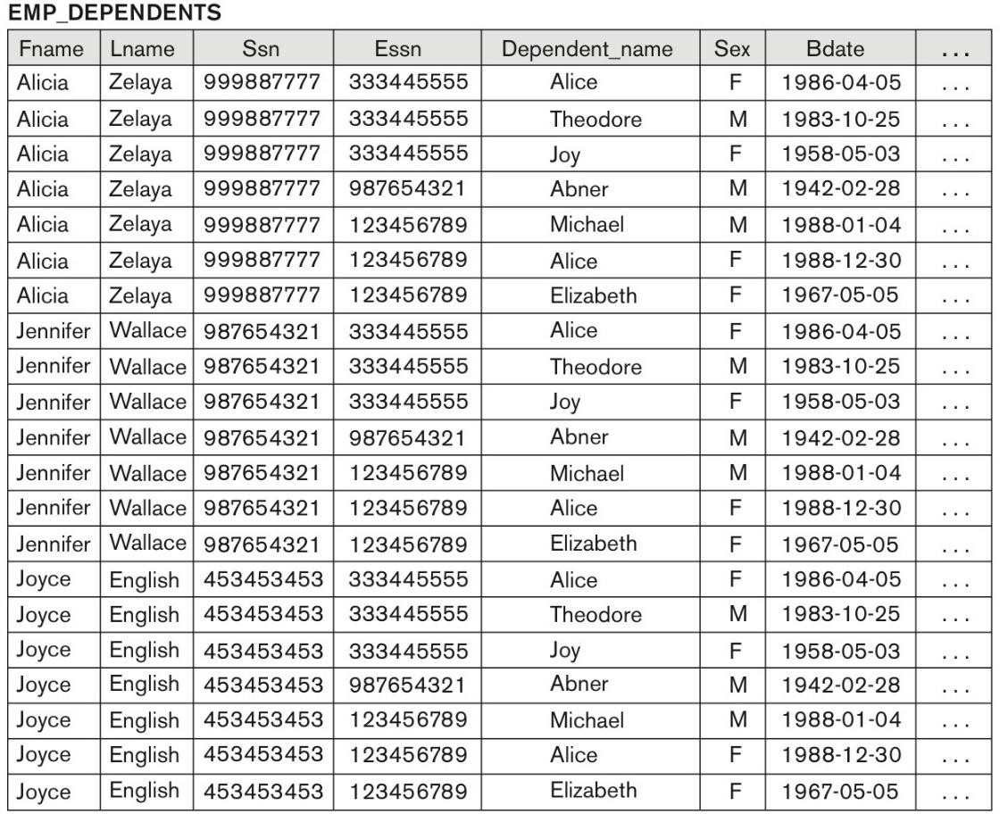 EMP_DEPENDENTS
Fname Lname Ssn Essn Dependent_name Sex Bdate ...
Alicia Zelaya 999887777 333445555 Alice F 1986-04-05 ...
Alicia Zelaya 999887777 333445555 Theodore M 1983-10-25 ...
Alicia Zelaya 999887777 333445555 Joy F 1958-05-03 ...
Alicia Zelaya 999887777 987654321 Abner M 1942-02-28 ...
Alicia Zelaya 999887777 123456789 Michael M 1988-01-04 ...
Alicia Zelaya 999887777 123456789 Alice F 1988-12-30 ...
Alicia Zelaya 999887777 123456789 Elizabeth F 1967-05-05 ...
Jennifer Wallace 987654321 333445555 Alice F 1986-04-05 ...
Jennifer Wallace 987654321 333445555 Theodore M 1983-10-25 ...
Jennifer Wallace 987654321 333445555 Joy F 1958-05-03 ...
Jennifer Wallace 987654321 987654321 Abner M 1942-02-28 ...
Jennifer Wallace 987654321 123456789 Michael M 1988-01-04 ...
Jennifer Wallace 987654321 123456789 Alice F 1988-12-30 ...
Jennifer Wallace 987654321 123456789 Elizabeth F 1967-05-05 ...
Joyce English 453453453 333445555 Alice F 1986-04-05 ...
Joyce English 453453453 333445555 Theodore M 1983-10-25 ...
Joyce English 453453453 333445555 Joy F 1958-05-03 ...
Joyce English 453453453 987654321 Abner M 1942-02-28 ...
Joyce English 453453453 123456789 Michael M 1988-01-04 ...
Joyce English 453453453 123456789 Alice F 1988-12-30 ...
Joyce English 453453453 123456789 Elizabeth F 1967-05-05 ...